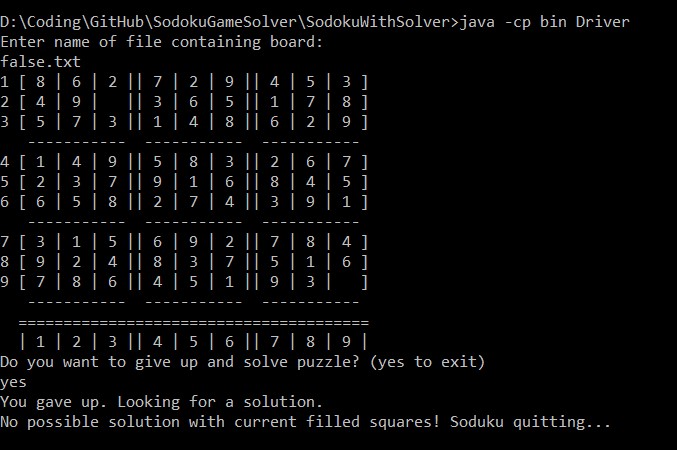 D:\Coding\GitHub\SodokuGameSolver\SodokuWithSolver>java -cp bin Driver
Enter name of file containing board:
false.txt
1 [ 8 | 6 | 2 || 7 | 2 | 9 || 4 | 5 | 3 ]
2 [ 4 | 9 |   || 3 | 6 | 5 || 1 | 7 | 8 ]
3 [ 5 | 7 | 3 || 1 | 4 | 8 || 6 | 2 | 9 ]
   -----------  -----------  -----------
4 [ 1 | 4 | 9 || 5 | 8 | 3 || 2 | 6 | 7 ]
5 [ 2 | 3 | 7 || 9 | 1 | 6 || 8 | 4 | 5 ]
6 [ 6 | 5 | 8 || 2 | 7 | 4 || 3 | 9 | 1 ]
   -----------  -----------  -----------
7 [ 3 | 1 | 5 || 6 | 9 | 2 || 7 | 8 | 4 ]
8 [ 9 | 2 | 4 || 8 | 3 | 7 || 5 | 1 | 6 ]
9 [ 7 | 8 | 6 || 4 | 5 | 1 || 9 | 3 |   ]
   -----------  -----------  -----------
  =======================================
  | 1 | 2 | 3 || 4 | 5 | 6 || 7 | 8 | 9 |
Do you want to give up and solve puzzle? (yes to exit)
yes
You gave up. Looking for a solution.
No possible solution with current filled squares! Soduku quitting...